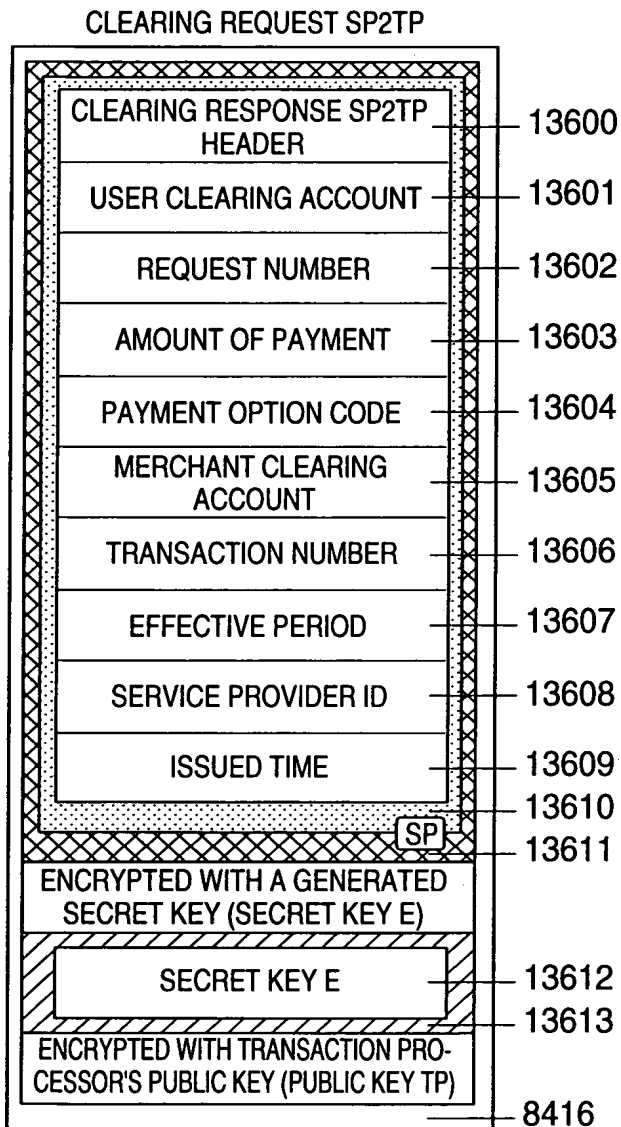 CLEARING REQUEST SP2TP
CLEARING RESPONSE SP2TP
HEADER
13600
USER CLEARING ACCOUNT
13601
REQUEST NUMBER
13602
AMOUNT OF PAYMENT
13603
PAYMENT OPTION CODE
13604
MERCHANT CLEARING
ACCOUNT
13605
TRANSACTION NUMBER
13606
EFFECTIVE PERIOD
13607
SERVICE PROVIDER ID
13608
ISSUED TIME
13609
13610
SP
13611
ENCRYPTED WITH A GENERATED
SECRET KEY (SECRET KEY E)
SECRET KEY E
13612
13613
ENCRYPTED WITH TRANSACTION PRO-
CESSOR'S PUBLIC KEY (PUBLIC KEY TP)
8416